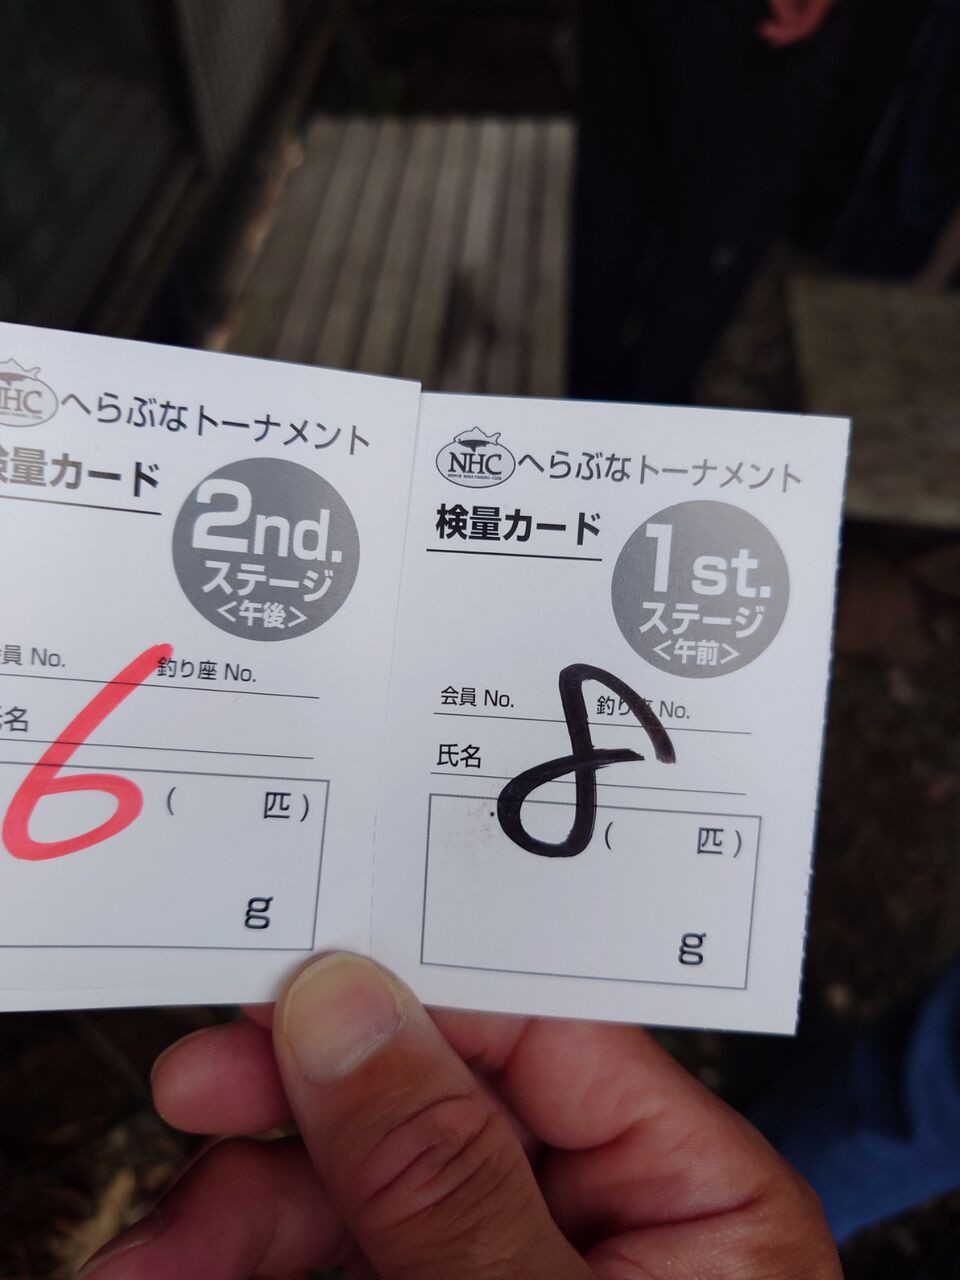 NHC へらぶなトーナメント
検量カード
2nd.
ステージ
<午後>
会員 No. 釣り座 No.
氏名
6
( 匹 )
g
NHC へらぶなトーナメント
検量カード
1st.
ステージ
<午前>
会員 No. 釣り座 No.
氏名
8
( 匹 )
g